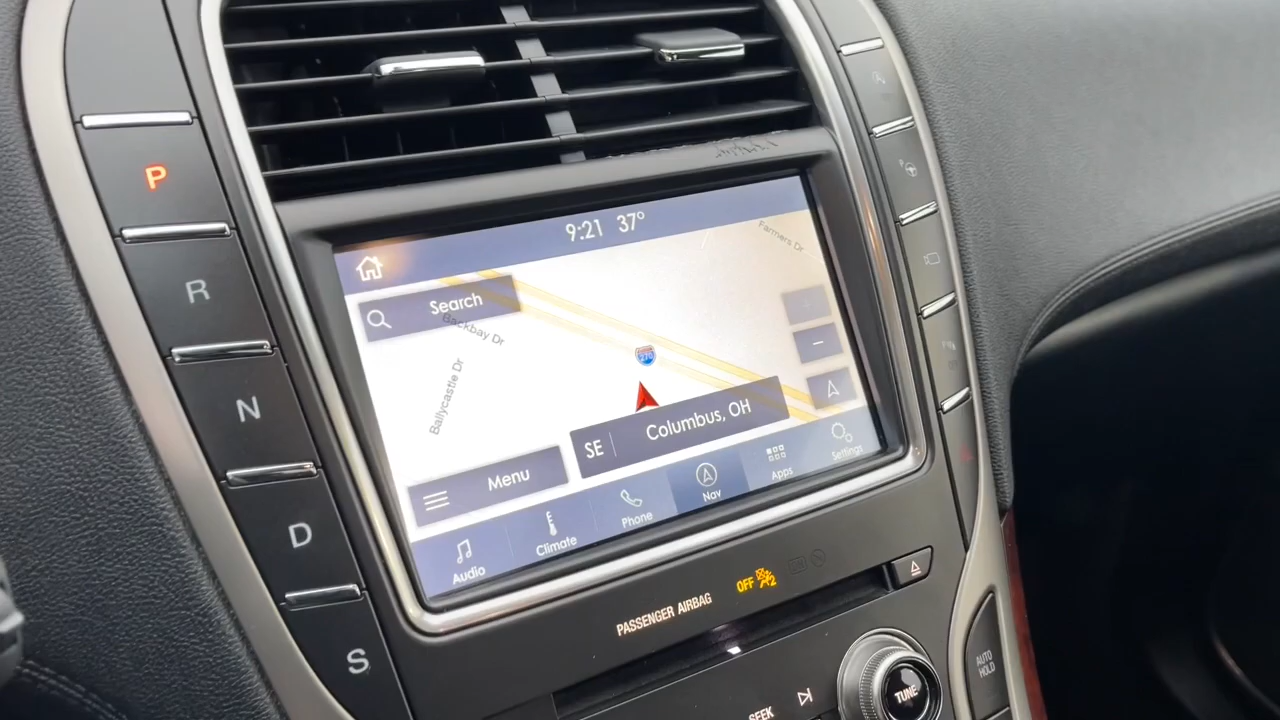 P
R
N
D
S
9:21 37°
Farmers Dr
Search
Backbay Dr
Ballycastle Dr
270
SE Columbus, OH
Menu
Audio
Climate
Phone
Nav
Apps
Settings
PASSENGER AIRBAG OFF 2
AUTO HOLD
SEEK
TUNE